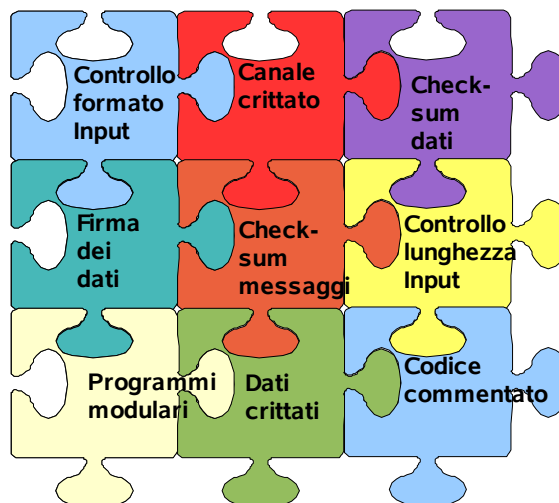 Controllo
formato
Input
Canale
crittato
Check-
sum
dati
Firma
dei
dati
Check-
sum
messaggi
Controllo
lunghezza
Input
Programmi
modulari
Dati
crittati
Codice
commentato